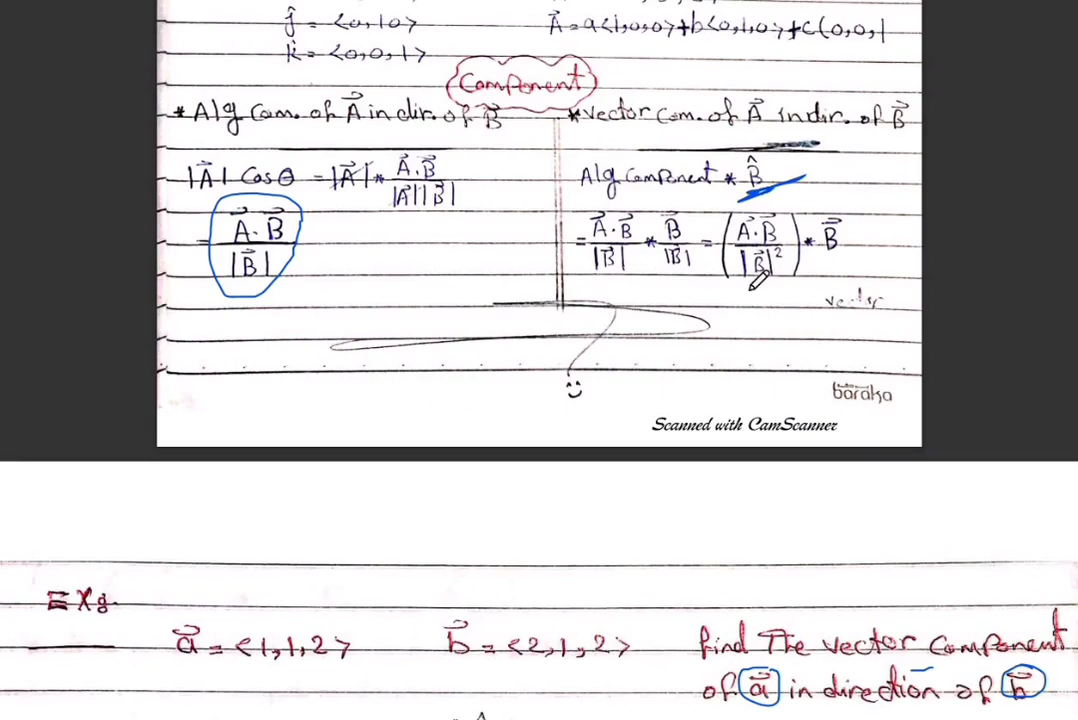 ĵ = <0,1,0>
A⃗ = a<1,0,0>+b<0,1,0>+c(0,0,1
k̂ = <0,0,1>
Component
* Alg Com. of A⃗ in dir. of B⃗
* Vector com. of A⃗ in dir. of B⃗
|A⃗| Cos θ = |A⃗| * A⃗.B⃗ / |A⃗||B⃗|
= A⃗.B⃗ / |B⃗|
Alg Component * B̂
= A⃗.B⃗ / |B⃗| * B⃗ / |B⃗| = (A⃗.B⃗ / |B⃗|²) * B⃗
vector
baraka
Scanned with CamScanner
Exg.
a⃗ = <1,1,2> b⃗ = <2,1,2> find The vector Component
of a⃗ in direction of b⃗